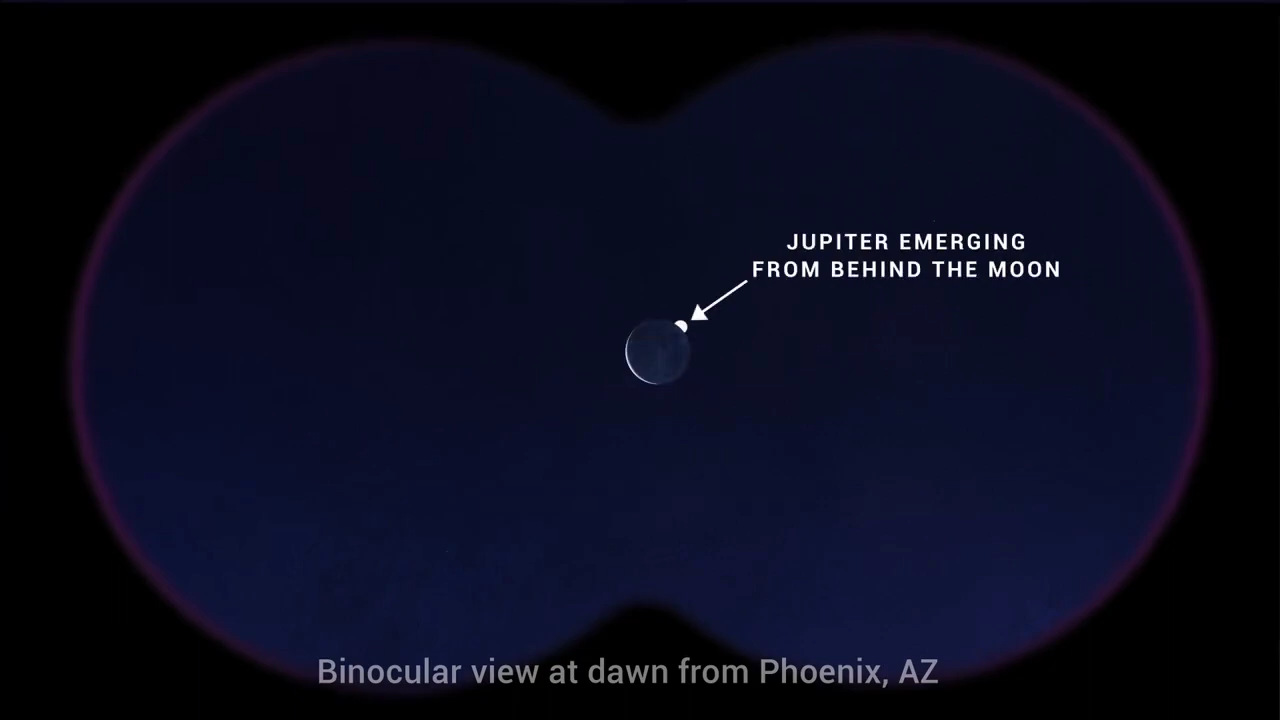 JUPITER EMERGING
FROM BEHIND THE MOON
Binocular view at dawn from Phoenix, AZ